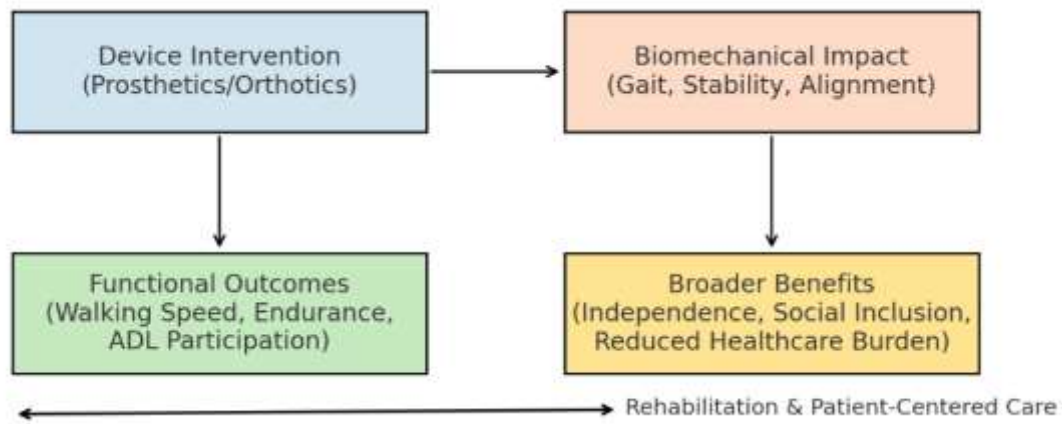 Device Intervention
(Prosthetics/Orthotics)
Biomechanical Impact
(Gait, Stability, Alignment)
Functional Outcomes
(Walking Speed, Endurance,
ADL Participation)
Broader Benefits
(Independence, Social Inclusion,
Reduced Healthcare Burden)
Rehabilitation & Patient-Centered Care